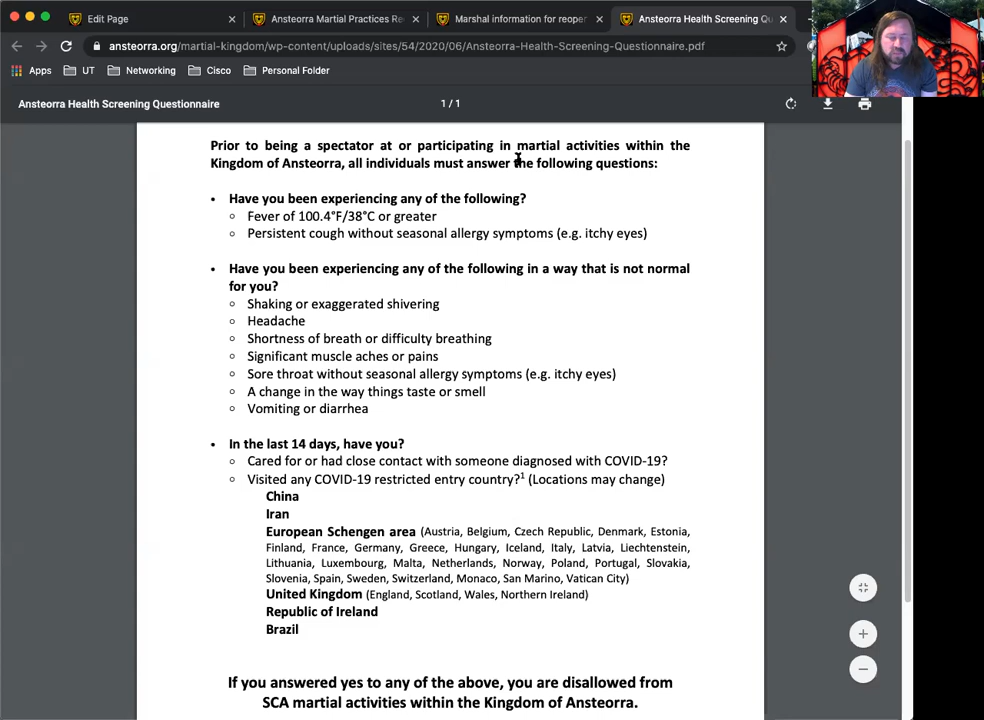 Edit Page
Ansteorra Martial Practices Re
Marshal information for reoper
Ansteorra Health Screening Qu
ansteorra.org/martial-kingdom/wp-content/uploads/sites/54/2020/06/Ansteorra-Health-Screening-Questionnaire.pdf
Apps UT Networking Cisco Personal Folder
Ansteorra Health Screening Questionnaire 1 / 1
Prior to being a spectator at or participating in martial activities within the
Kingdom of Ansteorra, all individuals must answer the following questions:
• Have you been experiencing any of the following?
○ Fever of 100.4°F/38°C or greater
○ Persistent cough without seasonal allergy symptoms (e.g. itchy eyes)
• Have you been experiencing any of the following in a way that is not normal
for you?
○ Shaking or exaggerated shivering
○ Headache
○ Shortness of breath or difficulty breathing
○ Significant muscle aches or pains
○ Sore throat without seasonal allergy symptoms (e.g. itchy eyes)
○ A change in the way things taste or smell
○ Vomiting or diarrhea
• In the last 14 days, have you?
○ Cared for or had close contact with someone diagnosed with COVID-19?
○ Visited any COVID-19 restricted entry country?¹ (Locations may change)
China
Iran
European Schengen area (Austria, Belgium, Czech Republic, Denmark, Estonia,
Finland, France, Germany, Greece, Hungary, Iceland, Italy, Latvia, Liechtenstein,
Lithuania, Luxembourg, Malta, Netherlands, Norway, Poland, Portugal, Slovakia,
Slovenia, Spain, Sweden, Switzerland, Monaco, San Marino, Vatican City)
United Kingdom (England, Scotland, Wales, Northern Ireland)
Republic of Ireland
Brazil
If you answered yes to any of the above, you are disallowed from
SCA martial activities within the Kingdom of Ansteorra.